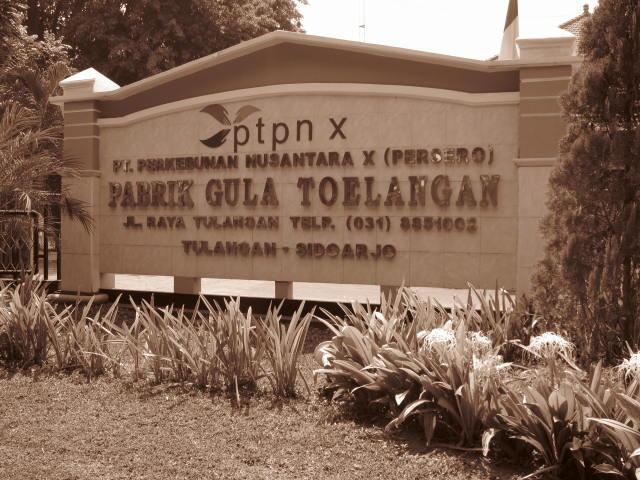 ptpn x
PT. PERKEBUNAN NUSANTARA X (PERSERO)
PABRIK GULA TOELANGAN
JL. RAYA TULANGAN TELP. (031) 8851002
TULANGAN - SIDOARJO